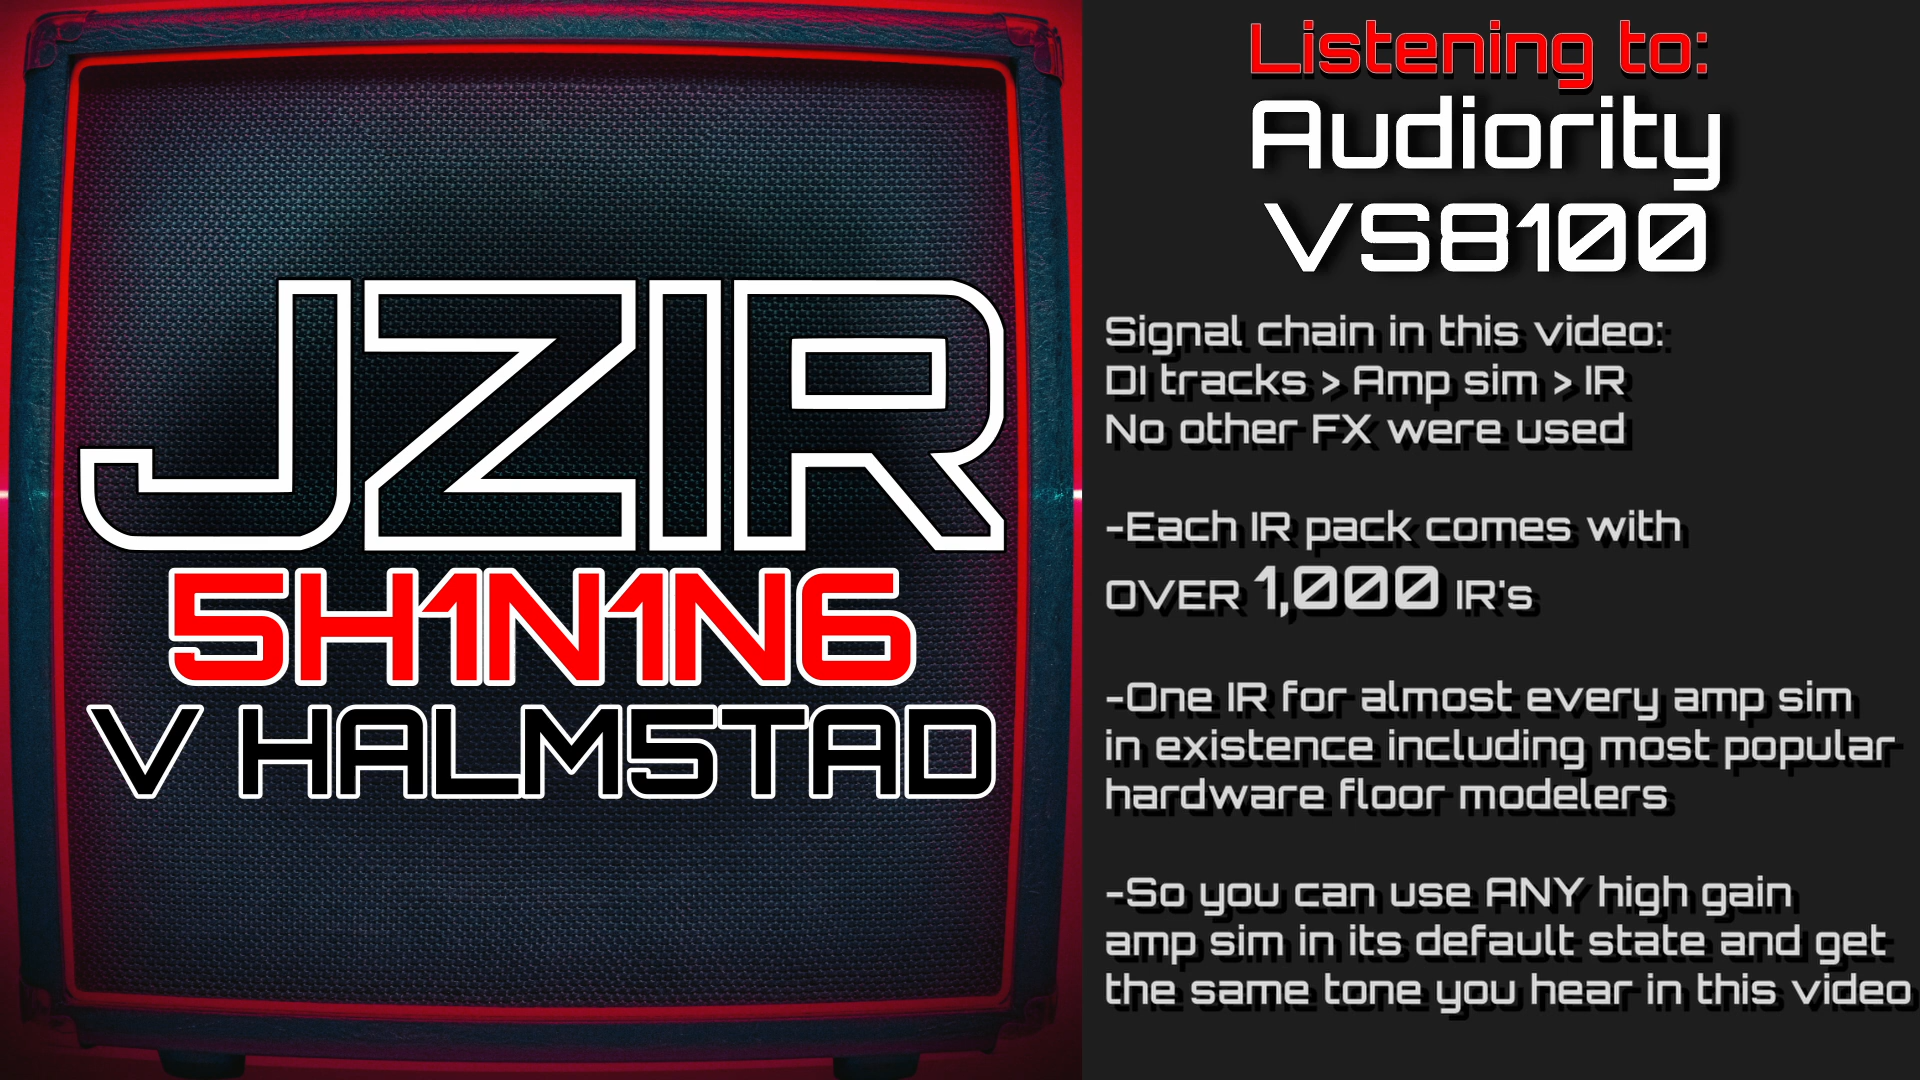 JZIR
5H1N1N6
V HALM5TAD
Listening to:
Audiority
VS8100
Signal chain in this video:
DI tracks > Amp sim > IR
No other FX were used
-Each IR pack comes with
OVER 1,000 IR's
-One IR for almost every amp sim
in existence including most popular
hardware floor modelers
-So you can use ANY high gain
amp sim in its default state and get
the same tone you hear in this video